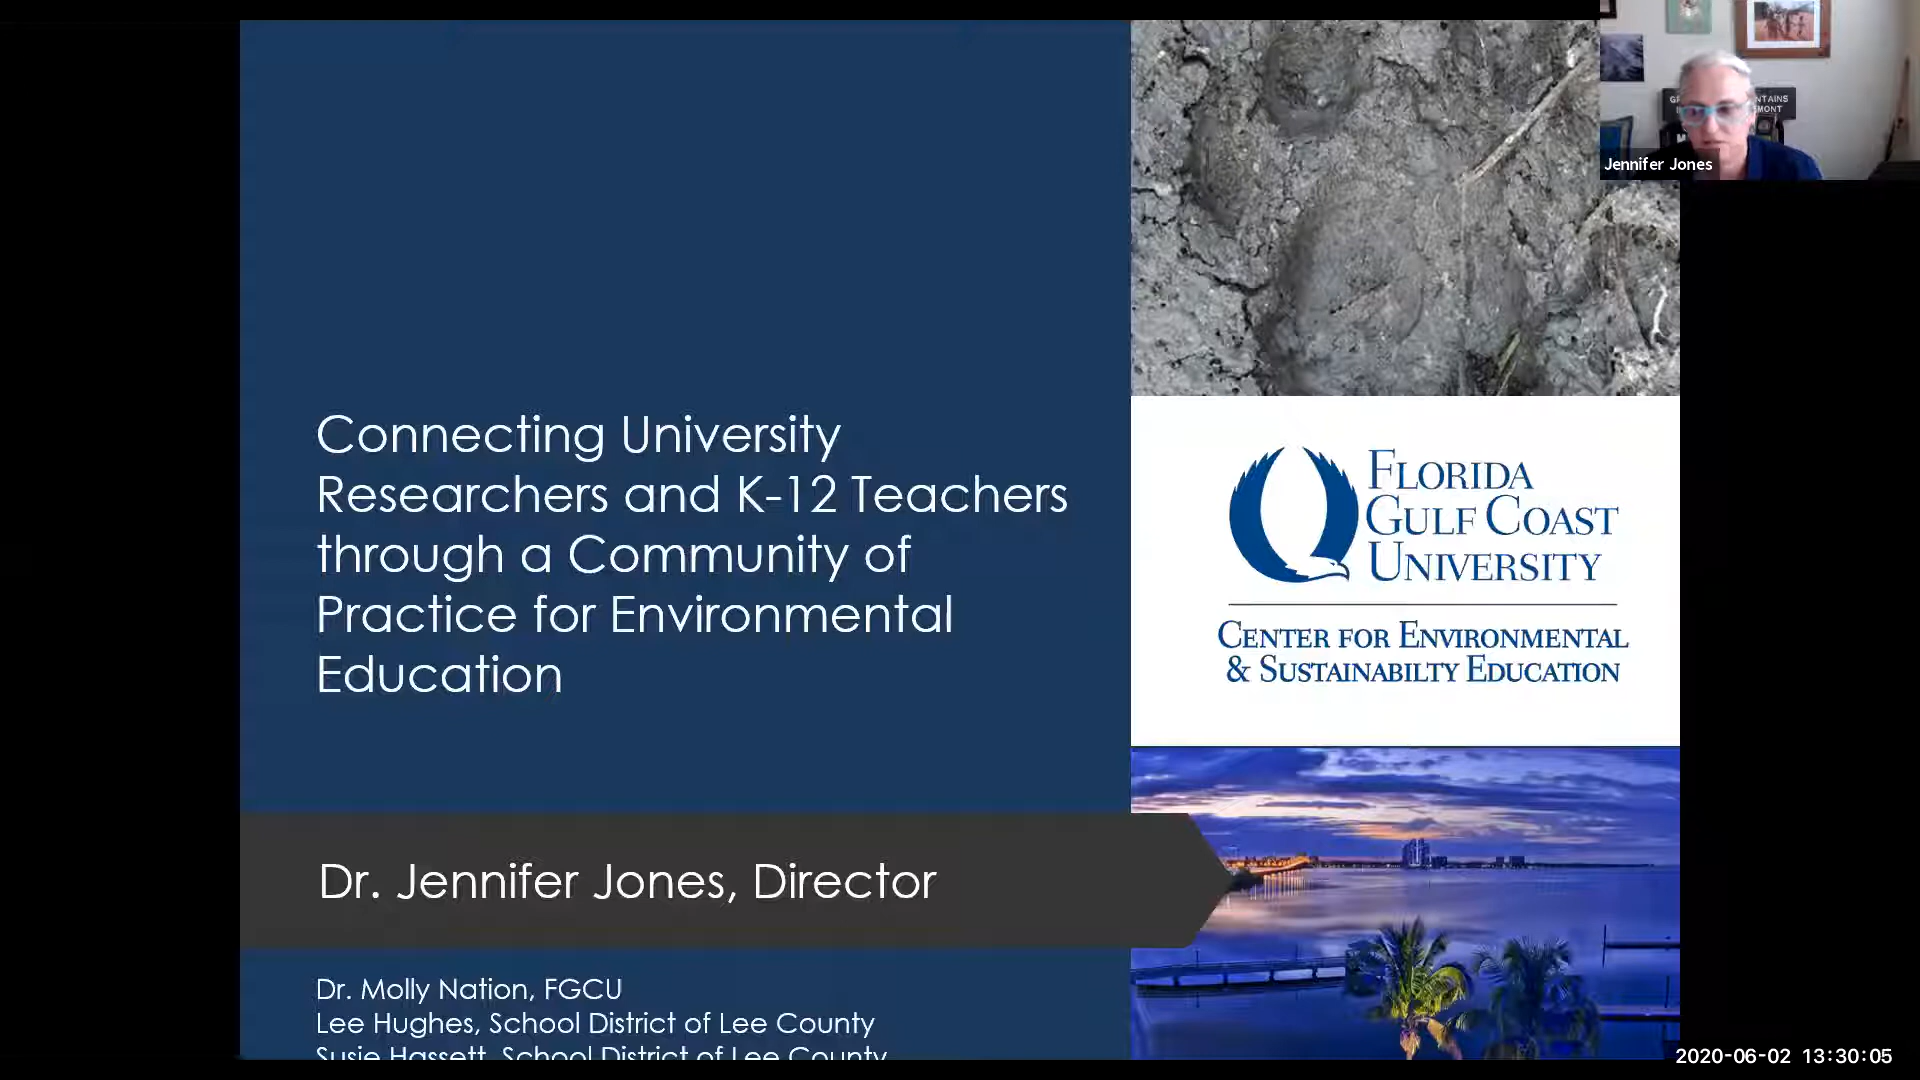 Connecting University
Researchers and K-12 Teachers
through a Community of
Practice for Environmental
Education
Dr. Jennifer Jones, Director
Dr. Molly Nation, FGCU
Lee Hughes, School District of Lee County
Susie Hassett, School District of Lee County
FLORIDA
GULF COAST
UNIVERSITY
CENTER FOR ENVIRONMENTAL
& SUSTAINABILTY EDUCATION
Jennifer Jones
2020-06-02 13:30:05